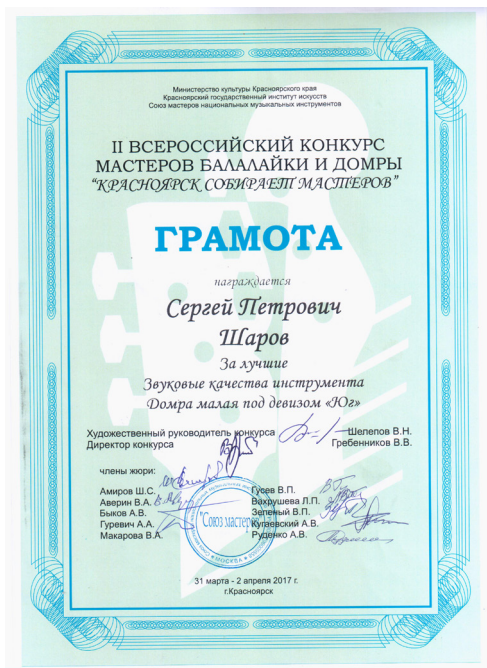 Министерство культуры Красноярского края
Красноярский государственный институт искусств
Союз мастеров национальных музыкальных инструментов
II ВСЕРОССИЙСКИЙ КОНКУРС
МАСТЕРОВ БАЛАЛАЙКИ И ДОМРЫ
“КРАСНОЯРСК СОБИРАЕТ МАСТЕРОВ”
ГРАМОТА
награждается
Сергей Петрович
Шаров
За лучшие
Звуковые качества инструмента
Домра малая под девизом «Юг»
Художественный руководитель конкурса Шелепов В.Н.
Директор конкурса Гребенников В.В.
члены жюри:
Амиров Ш.С. Гусев В.П.
Аверин В.А. Вахрушева Л.П.
Быков А.В. Зеленый В.П.
Гуревич А.А. "Союз мастеров" Кугаевский А.В.
Макарова В.А. Руденко А.В.
МОСКВА
31 марта - 2 апреля 2017 г.
г.Красноярск